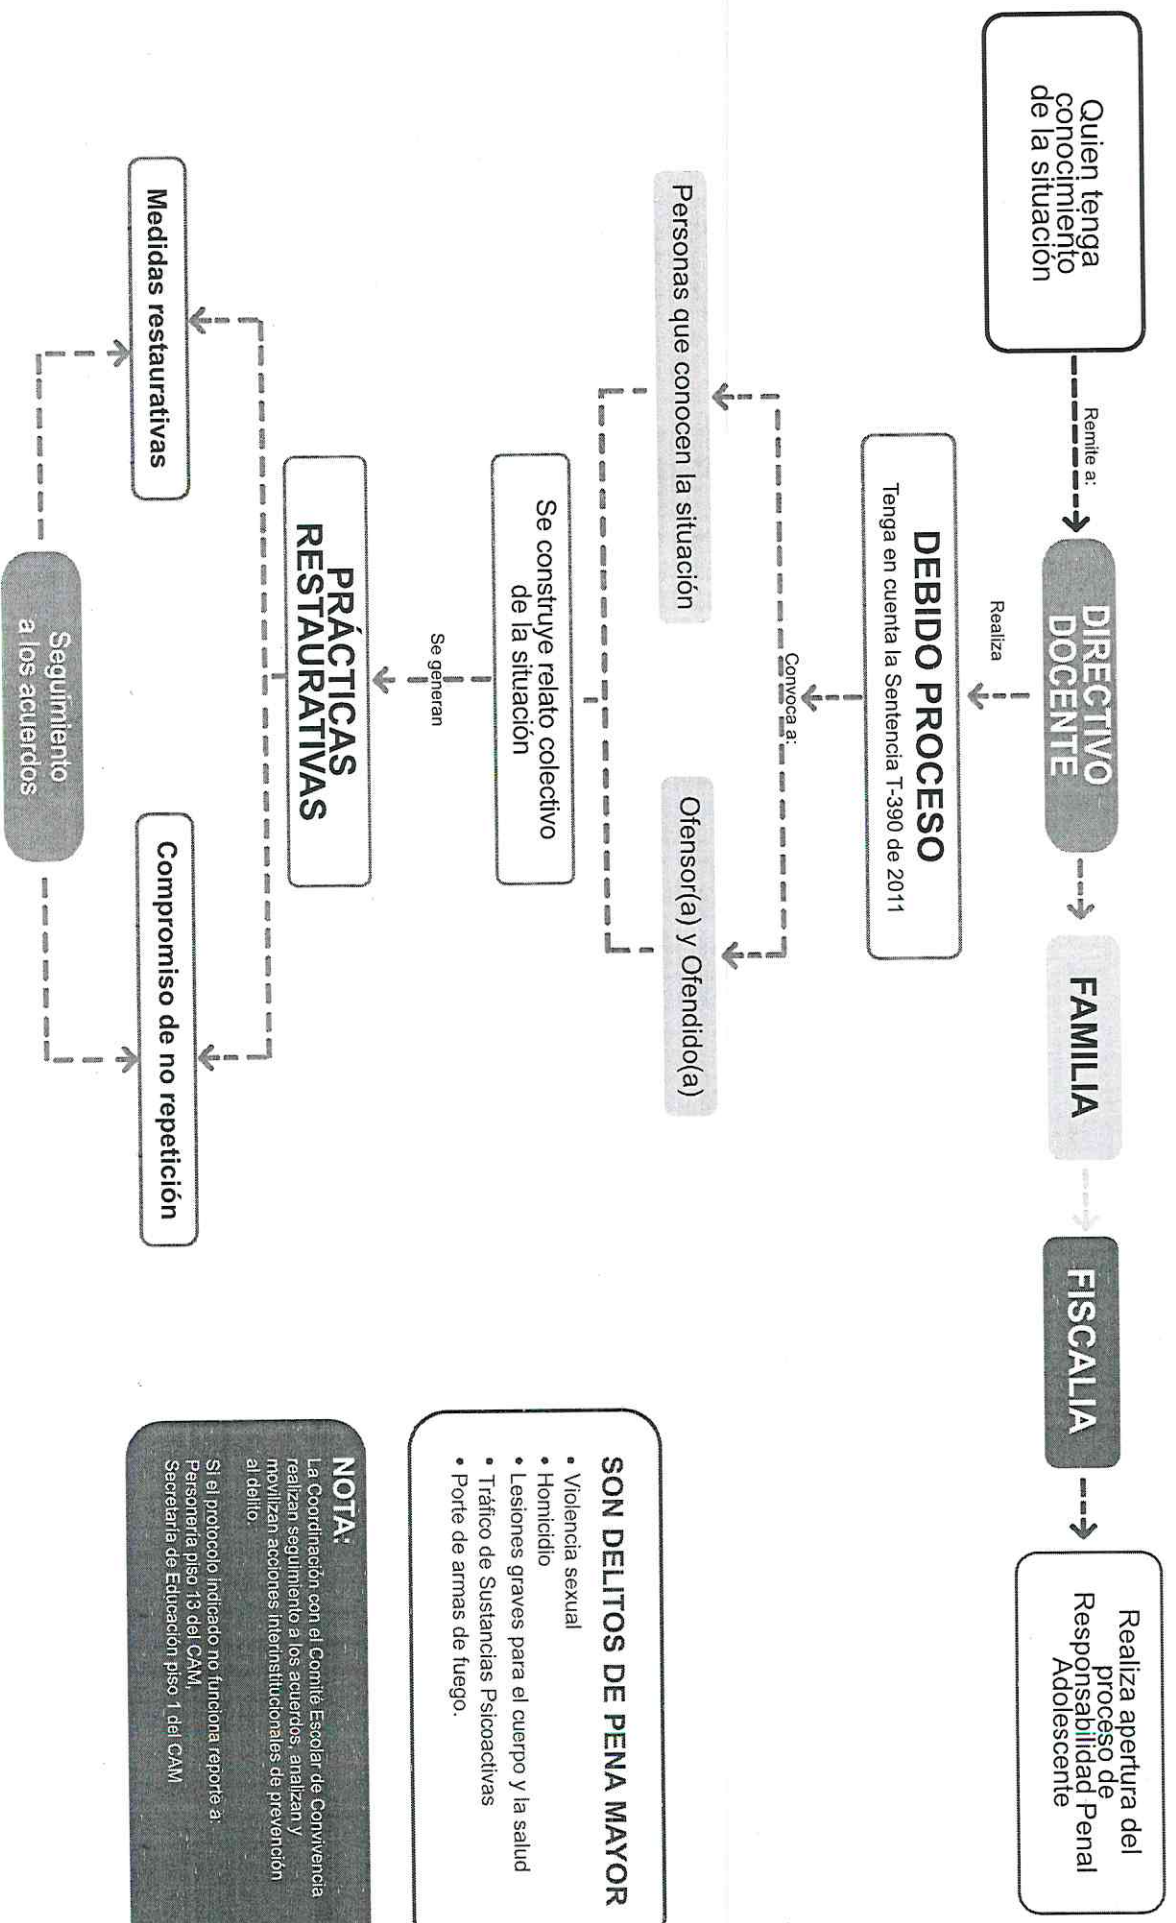 Quien tenga
conocimiento
de la situación
Remite a:
DIRECTIVO
DOCENTE
FAMILIA
FISCALIA
Realiza apertura del
proceso de
Responsabilidad Penal
Adolescente
Realiza
DEBIDO PROCESO
Tenga en cuenta la Sentencia T-390 de 2011
Convoca a:
Personas que conocen la situación
Ofensor(a) y Ofendido(a)
Se construye relato colectivo
de la situación
Se generan
PRÁCTICAS
RESTAURATIVAS
Medidas restaurativas
Compromiso de no repetición
Seguimiento
a los acuerdos
SON DELITOS DE PENA MAYOR
• Violencia sexual
• Homicidio
• Lesiones graves para el cuerpo y la salud
• Tráfico de Sustancias Psicoactivas
• Porte de armas de fuego.
NOTA:
La Coordinación con el Comité Escolar de Convivencia
realizan seguimiento a los acuerdos, analizan y
movilizan acciones interinstitucionales de prevención
al delito.
Si el protocolo indicado no funciona reporte a:
Personería piso 13 del CAM,
Secretaría de Educación piso 1 del CAM